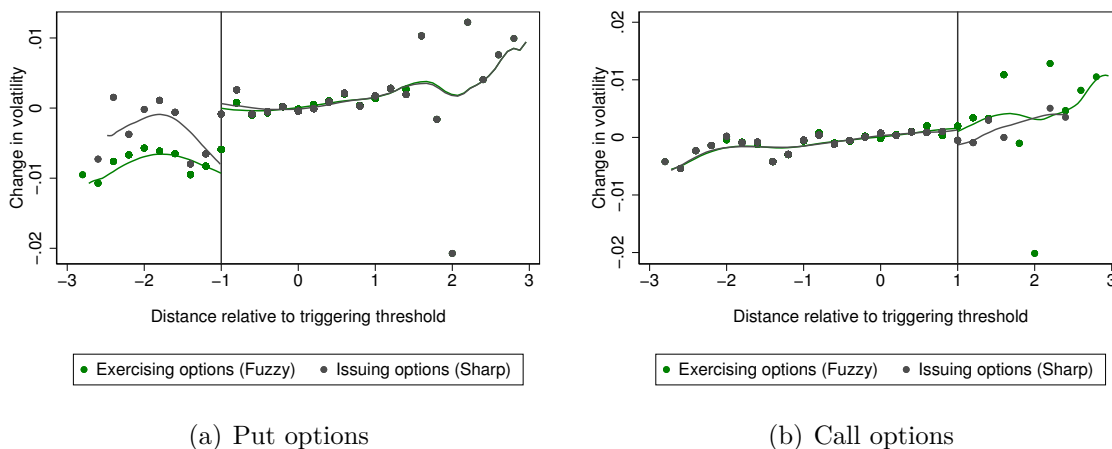 Change in volatility
.01
0
−.01
−.02
−3 −2 −1 0 1 2 3
Distance relative to triggering threshold
Exercising options (Fuzzy) Issuing options (Sharp)
(a) Put options
Change in volatility
.02
.01
0
−.01
−.02
−3 −2 −1 0 1 2 3
Distance relative to triggering threshold
Exercising options (Fuzzy) Issuing options (Sharp)
(b) Call options